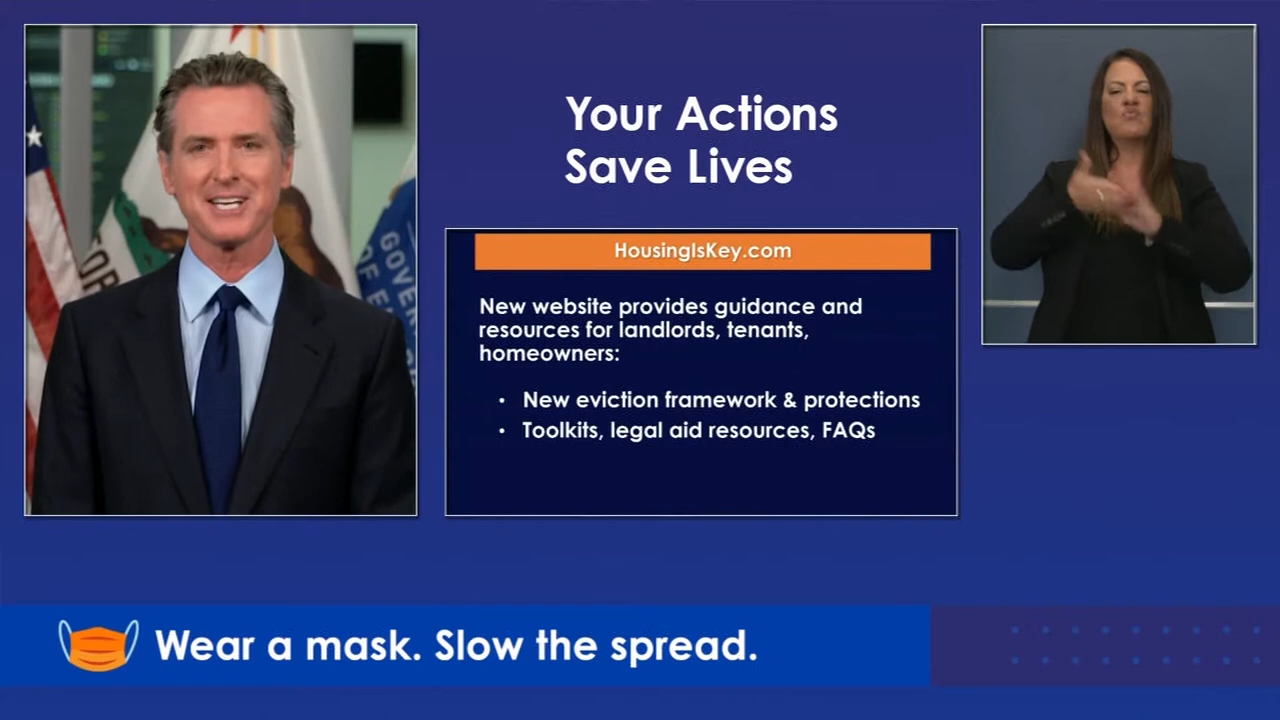 Your Actions
Save Lives
HousingIsKey.com
New website provides guidance and
resources for landlords, tenants,
homeowners:
• New eviction framework & protections
• Toolkits, legal aid resources, FAQs
Wear a mask. Slow the spread.